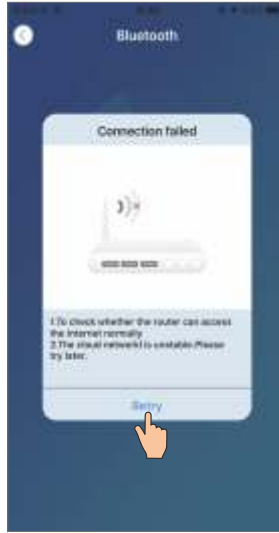 Bluetooth
Connection failed
1.To check whether the router can access
the Internet normally
2.The cloud network is unstable.Please
try later.
Retry